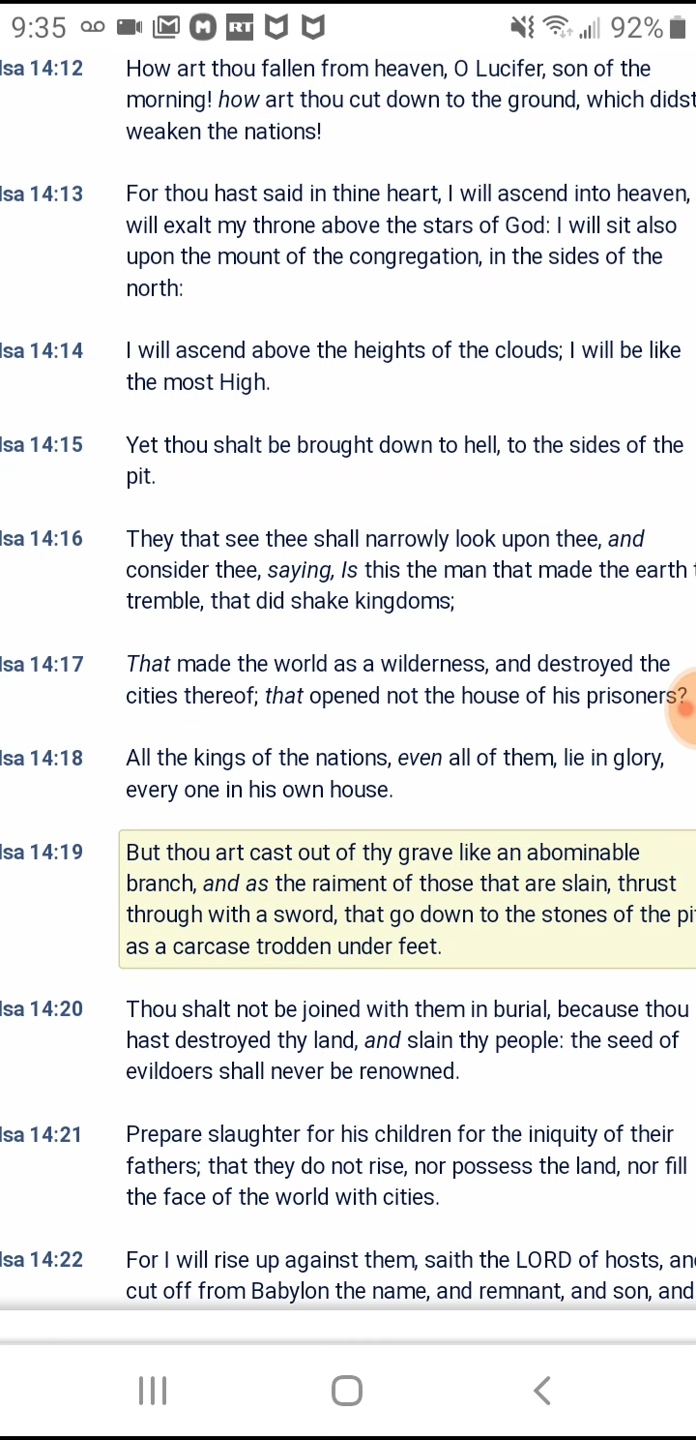 9:35 M RT 92%
Isa 14:12 How art thou fallen from heaven, O Lucifer, son of the
morning! how art thou cut down to the ground, which didst
weaken the nations!
Isa 14:13 For thou hast said in thine heart, I will ascend into heaven,
will exalt my throne above the stars of God: I will sit also
upon the mount of the congregation, in the sides of the
north:
Isa 14:14 I will ascend above the heights of the clouds; I will be like
the most High.
Isa 14:15 Yet thou shalt be brought down to hell, to the sides of the
pit.
Isa 14:16 They that see thee shall narrowly look upon thee, and
consider thee, saying, Is this the man that made the earth
tremble, that did shake kingdoms;
Isa 14:17 That made the world as a wilderness, and destroyed the
cities thereof; that opened not the house of his prisoners?
Isa 14:18 All the kings of the nations, even all of them, lie in glory,
every one in his own house.
Isa 14:19 But thou art cast out of thy grave like an abominable
branch, and as the raiment of those that are slain, thrust
through with a sword, that go down to the stones of the pi
as a carcase trodden under feet.
Isa 14:20 Thou shalt not be joined with them in burial, because thou
hast destroyed thy land, and slain thy people: the seed of
evildoers shall never be renowned.
Isa 14:21 Prepare slaughter for his children for the iniquity of their
fathers; that they do not rise, nor possess the land, nor fill
the face of the world with cities.
Isa 14:22 For I will rise up against them, saith the LORD of hosts, an
cut off from Babylon the name, and remnant, and son, and